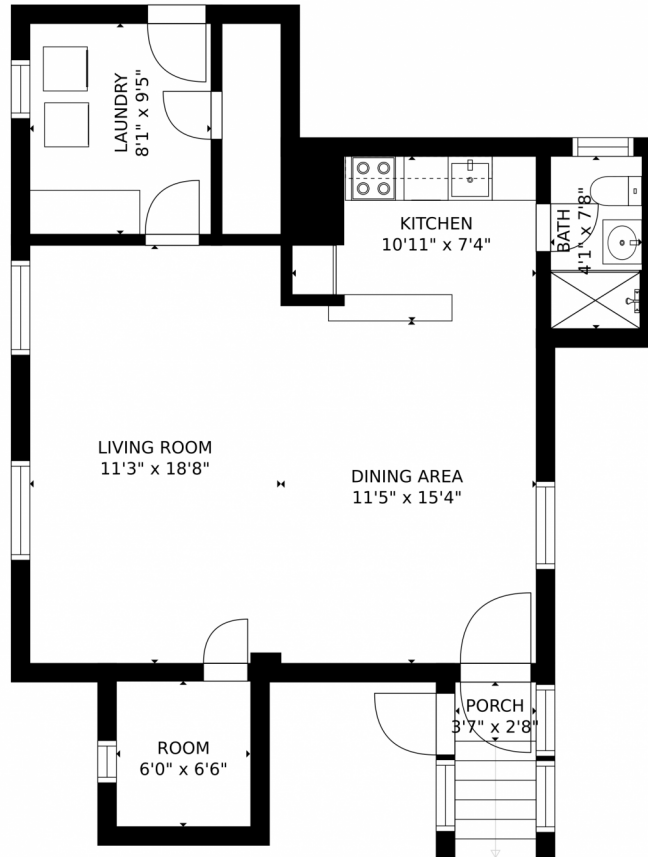 LAUNDRY
8'1" x 9'5"
KITCHEN
10'11" x 7'4"
BATH
4'1" x 7'8"
LIVING ROOM
11'3" x 18'8"
DINING AREA
11'5" x 15'4"
PORCH
3'7" x 2'8"
ROOM
6'0" x 6'6"